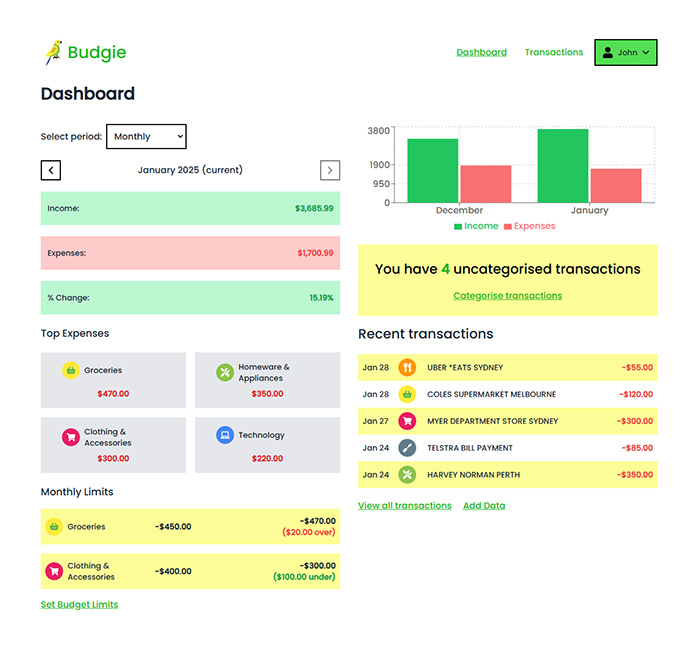 Budgie
Dashboard
Transactions
John
Dashboard
Select period:
Monthly
January 2025 (current)
Income:
$3,685.99
Expenses:
$1,700.99
% Change:
15.19%
Top Expenses
Groceries
$470.00
Homeware &
Appliances
$350.00
Clothing &
Accessories
$300.00
Technology
$220.00
Monthly Limits
Groceries
-$450.00
-$470.00
($20.00 over)
Clothing &
Accessories
-$400.00
-$300.00
($100.00 under)
Set Budget Limits
3800
1900
950
0
December
January
Income
Expenses
You have 4 uncategorised transactions
Categorise transactions
Recent transactions
Jan 28
UBER *EATS SYDNEY
-$55.00
Jan 28
COLES SUPERMARKET MELBOURNE
-$120.00
Jan 27
MYER DEPARTMENT STORE SYDNEY
-$300.00
Jan 24
TELSTRA BILL PAYMENT
-$85.00
Jan 24
HARVEY NORMAN PERTH
-$350.00
View all transactions
Add Data